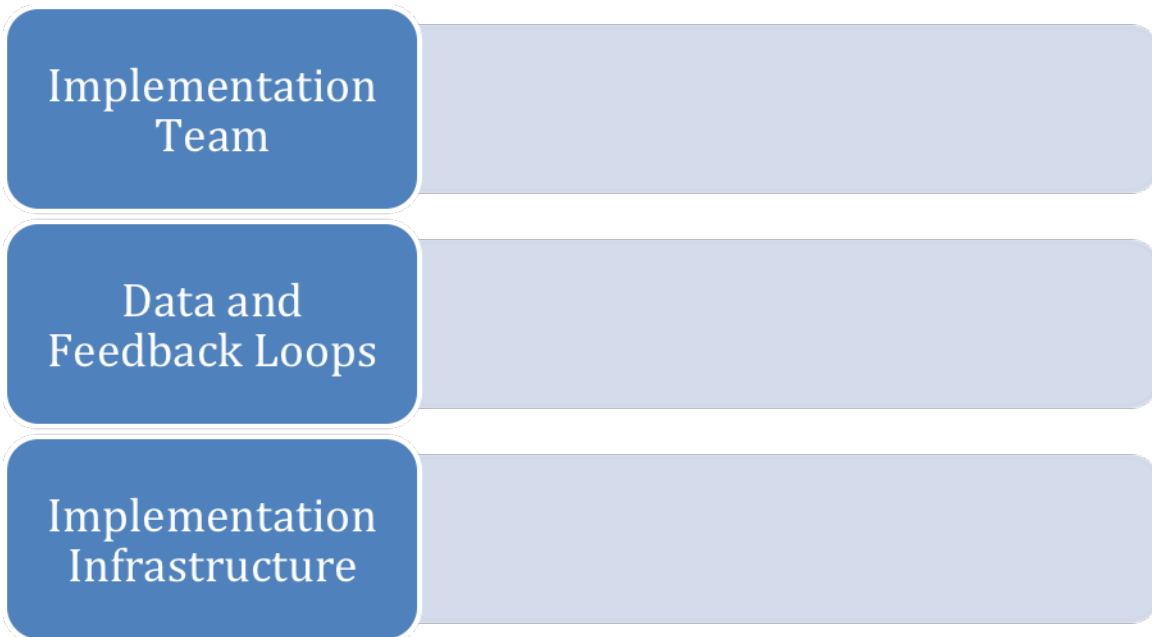 Implementation
Team
Data and
Feedback Loops
Implementation
Infrastructure